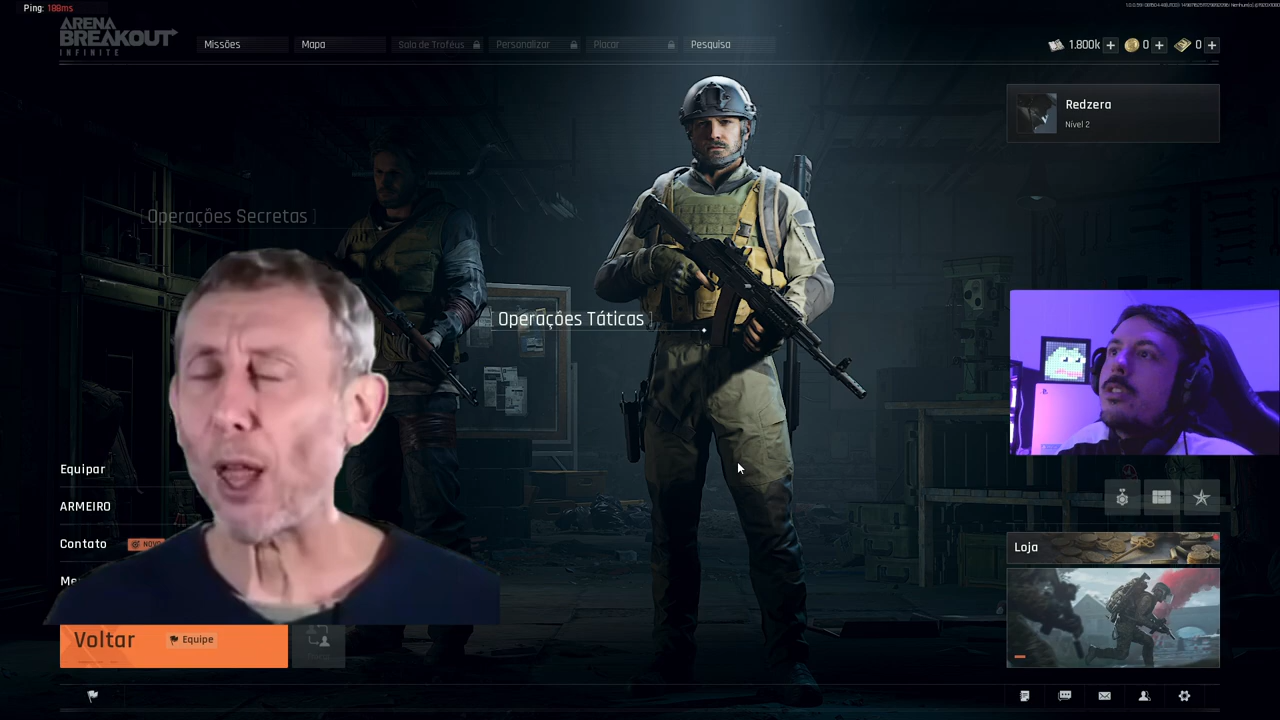 Ping: 188ms
ARENA
BREAKOUT
INFINITE
Missões
Mapa
Sala de Troféus
Personalizar
Placar
Pesquisa
1.800k
0
0
Redzera
Nível 2
[ Operações Secretas ]
[ Operações Táticas ]
Equipar
ARMEIRO
Contato
NOVO
Me
Loja
Voltar
Equipe